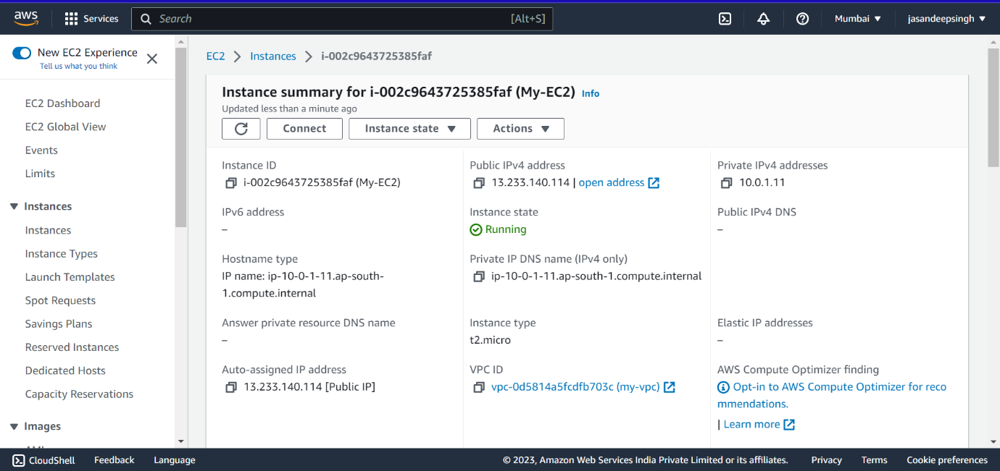 aws
Services
Search
[Alt+S]
Mumbai
jasandeepsingh
New EC2 Experience
Tell us what you think
EC2 Dashboard
EC2 Global View
Events
Limits
Instances
Instances
Instance Types
Launch Templates
Spot Requests
Savings Plans
Reserved Instances
Dedicated Hosts
Capacity Reservations
Images
EC2
Instances
i-002c9643725385faf
Instance summary for i-002c9643725385faf (My-EC2) Info
Updated less than a minute ago
Connect
Instance state
Actions
Instance ID
i-002c9643725385faf (My-EC2)
Public IPv4 address
13.233.140.114 | open address
Private IPv4 addresses
10.0.1.11
IPv6 address
–
Instance state
Running
Public IPv4 DNS
–
Hostname type
IP name: ip-10-0-1-11.ap-south-
1.compute.internal
Private IP DNS name (IPv4 only)
ip-10-0-1-11.ap-south-1.compute.internal
Answer private resource DNS name
–
Instance type
t2.micro
Elastic IP addresses
–
Auto-assigned IP address
13.233.140.114 [Public IP]
VPC ID
vpc-0d5814a5fcdfb703c (my-vpc)
AWS Compute Optimizer finding
Opt-in to AWS Compute Optimizer for reco
mmendations.
| Learn more
CloudShell
Feedback
Language
© 2023, Amazon Web Services India Private Limited or its affiliates.
Privacy
Terms
Cookie preferences